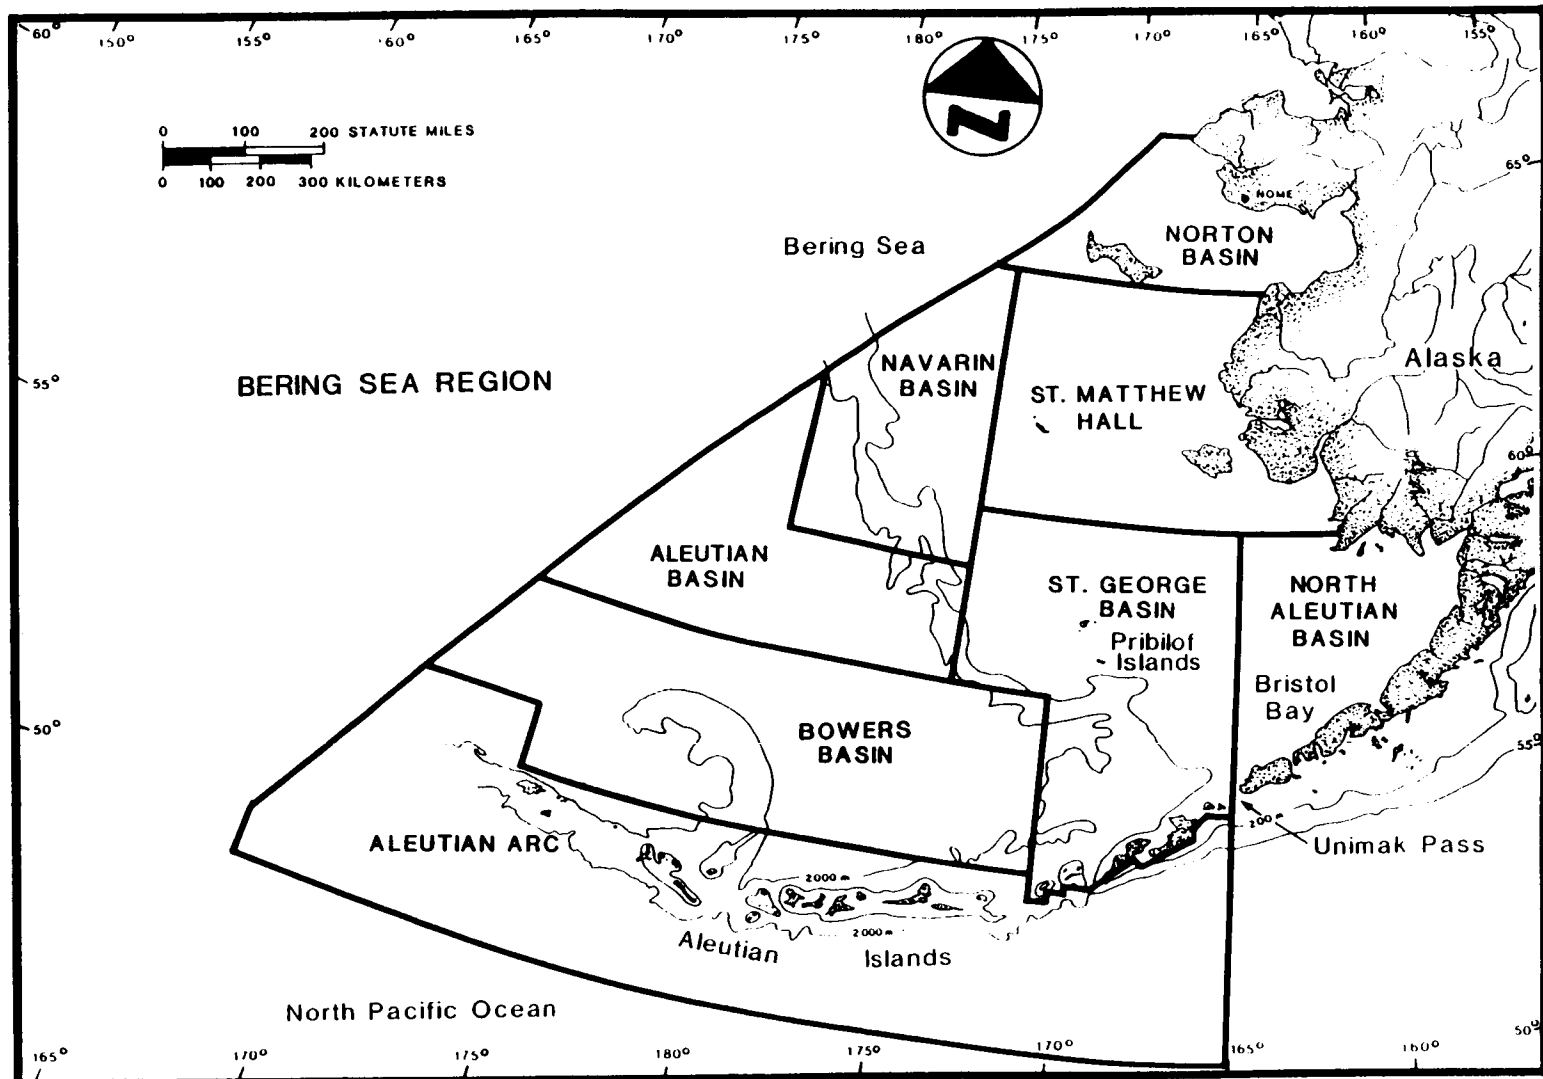 60°
150°
155°
160°
165°
170°
175°
180°
175°
170°
165°
160°
155°
0 100 200 STATUTE MILES
0 100 200 300 KILOMETERS
N
65°
NOME
Bering Sea
NORTON
BASIN
55°
BERING SEA REGION
NAVARIN
BASIN
ST. MATTHEW
HALL
Alaska
60°
ALEUTIAN
BASIN
ST. GEORGE
BASIN
Pribilof
Islands
NORTH
ALEUTIAN
BASIN
Bristol
Bay
50°
BOWERS
BASIN
55°
200 m
Unimak Pass
ALEUTIAN ARC
2000 m
2000 m
Aleutian Islands
North Pacific Ocean
50°
165°
170°
175°
180°
175°
170°
165°
160°